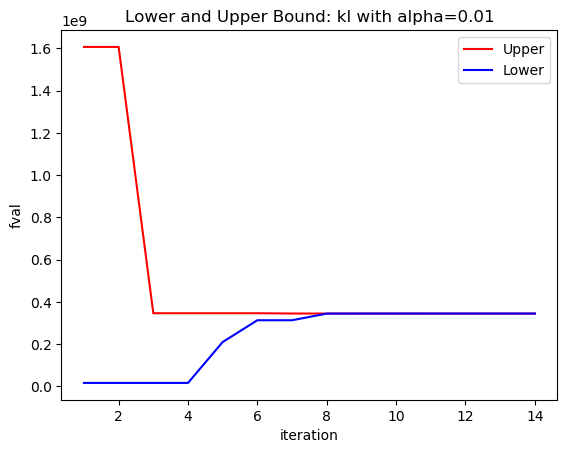 Lower and Upper Bound: kl with alpha=0.01
1e9
Upper
Lower
1.6
1.4
1.2
1.0
0.8
0.6
0.4
0.2
0.0
fval
2 4 6 8 10 12 14
iteration